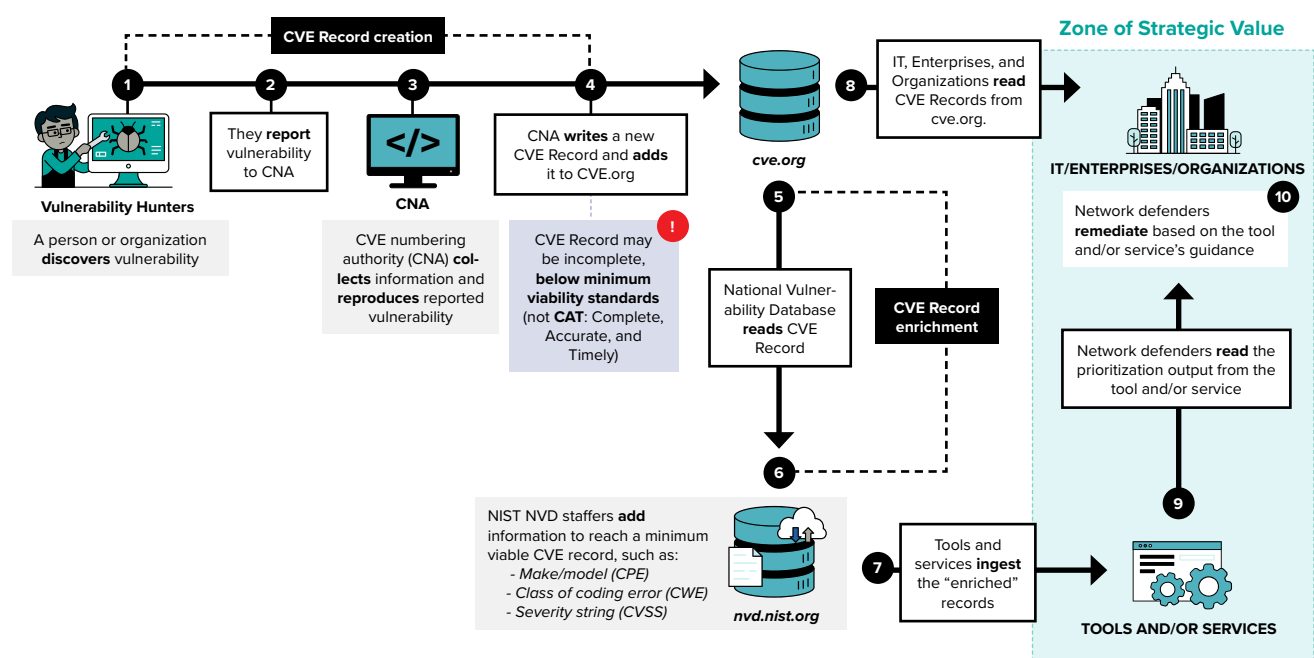 Zone of Strategic Value
CVE Record creation
1
2
3
4
They report
vulnerability
to CNA
</>
CNA writes a new
CVE Record and adds
it to CVE.org
Vulnerability Hunters
A person or organization
discovers vulnerability
CNA
CVE numbering
authority (CNA) col-
lects information and
reproduces reported
vulnerability
!
CVE Record may
be incomplete,
below minimum
viability standards
(not CAT: Complete,
Accurate, and
Timely)
cve.org
8
IT, Enterprises, and
Organizations read
CVE Records from
cve.org.
IT/ENTERPRISES/ORGANIZATIONS
10
Network defenders
remediate based on the tool
and/or service's guidance
5
National Vulner-
ability Database
reads CVE
Record
CVE Record
enrichment
Network defenders read the
prioritization output from the
tool and/or service
6
NIST NVD staffers add
information to reach a minimum
viable CVE record, such as:
- Make/model (CPE)
- Class of coding error (CWE)
- Severity string (CVSS)
nvd.nist.org
7
Tools and
services ingest
the “enriched”
records
9
TOOLS AND/OR SERVICES